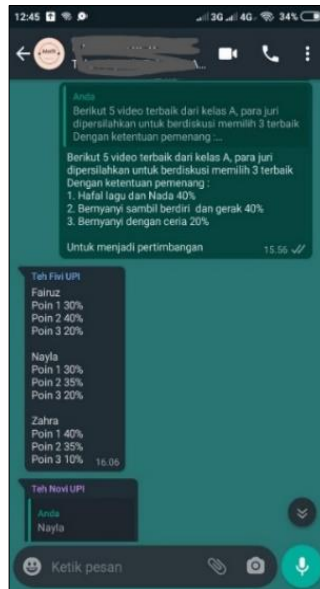 12:45 3G 4G 34%
Anda
Berikut 5 video terbaik dari kelas A, para juri
dipersilahkan untuk berdiskusi memilih 3 terbaik
Dengan ketentuan pemenang :...
Berikut 5 video terbaik dari kelas A, para juri
dipersilahkan untuk berdiskusi memilih 3 terbaik
Dengan ketentuan pemenang :
1. Hafal lagu dan Nada 40%
2. Bernyanyi sambil berdiri dan gerak 40%
3. Bernyanyi dengan ceria 20%
Untuk menjadi pertimbangan
15.56
Teh Fivi UPI
Fairuz
Poin 1 30%
Poin 2 40%
Poin 3 20%
Nayla
Poin 1 30%
Poin 2 35%
Poin 3 20%
Zahra
Poin 1 40%
Poin 2 35%
Poin 3 10%
16.06
Teh Novi UPI
Anda
Nayla
Ketik pesan